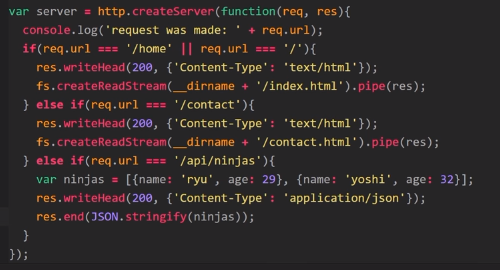 var server = http.createServer(function(req, res){
  console.log('request was made: ' + req.url);
  if(req.url === '/home' || req.url === '/'){
    res.writeHead(200, {'Content-Type': 'text/html'});
    fs.createReadStream(__dirname + '/index.html').pipe(res);
  } else if(req.url === '/contact'){
    res.writeHead(200, {'Content-Type': 'text/html'});
    fs.createReadStream(__dirname + '/contact.html').pipe(res);
  } else if(req.url === '/api/ninjas'){
    var ninjas = [{name: 'ryu', age: 29}, {name: 'yoshi', age: 32}];
    res.writeHead(200, {'Content-Type': 'application/json'});
    res.end(JSON.stringify(ninjas));
  }
});